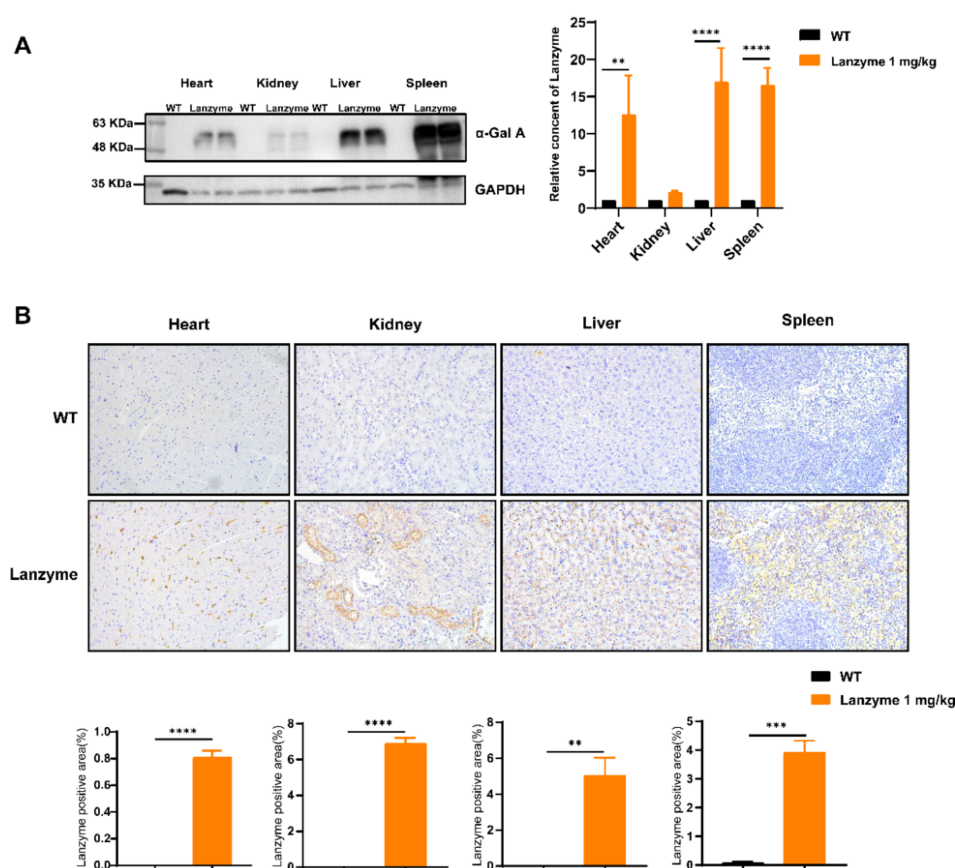 A
Heart Kidney Liver Spleen
WT Lanzyme WT Lanzyme WT Lanzyme WT Lanzyme
63 KDa
48 KDa
α-Gal A
35 KDa
GAPDH
Relative content of Lanzyme
25
20
15
10
5
0
** **** ****
Heart Kidney Liver Spleen
WT
Lanzyme 1 mg/kg
B
Heart Kidney Liver Spleen
WT
Lanzyme
WT
Lanzyme 1 mg/kg
Lanzyme positive area(%)
1.0
0.8
0.6
0.4
0.2
0.0
****
Lanzyme positive area(%)
8
6
4
2
0
****
Lanzyme positive area(%)
8
6
4
2
0
**
Lanzyme positive area(%)
5
4
3
2
1
0
***